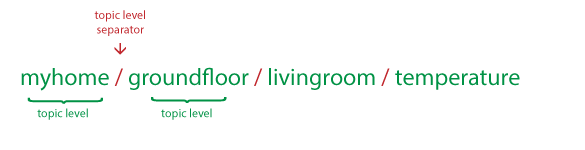 topic level
separator
myhome / groundfloor / livingroom / temperature
topic level
topic level